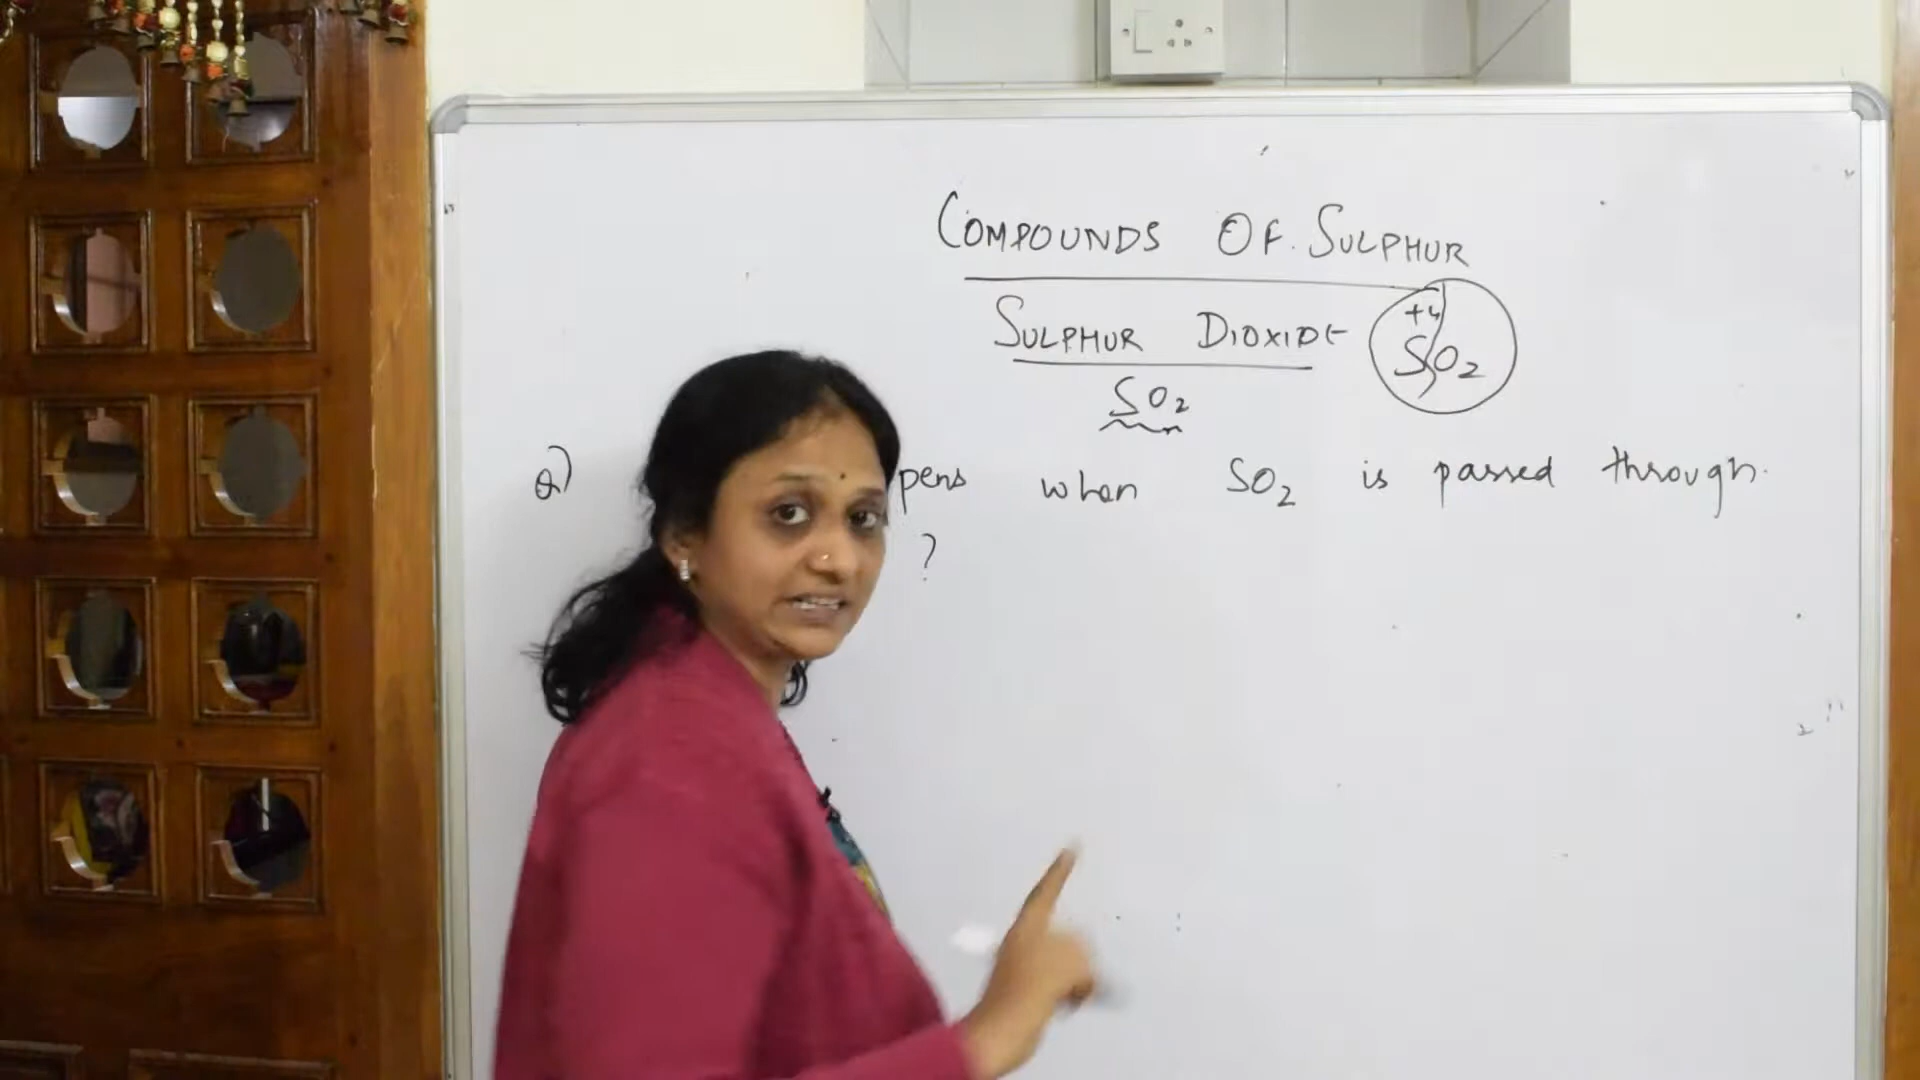 COMPOUNDS OF. SULPHUR
SULPHUR DIOXIDE +4 SO2
SO2
Q) pens when SO2 is passed through.
?